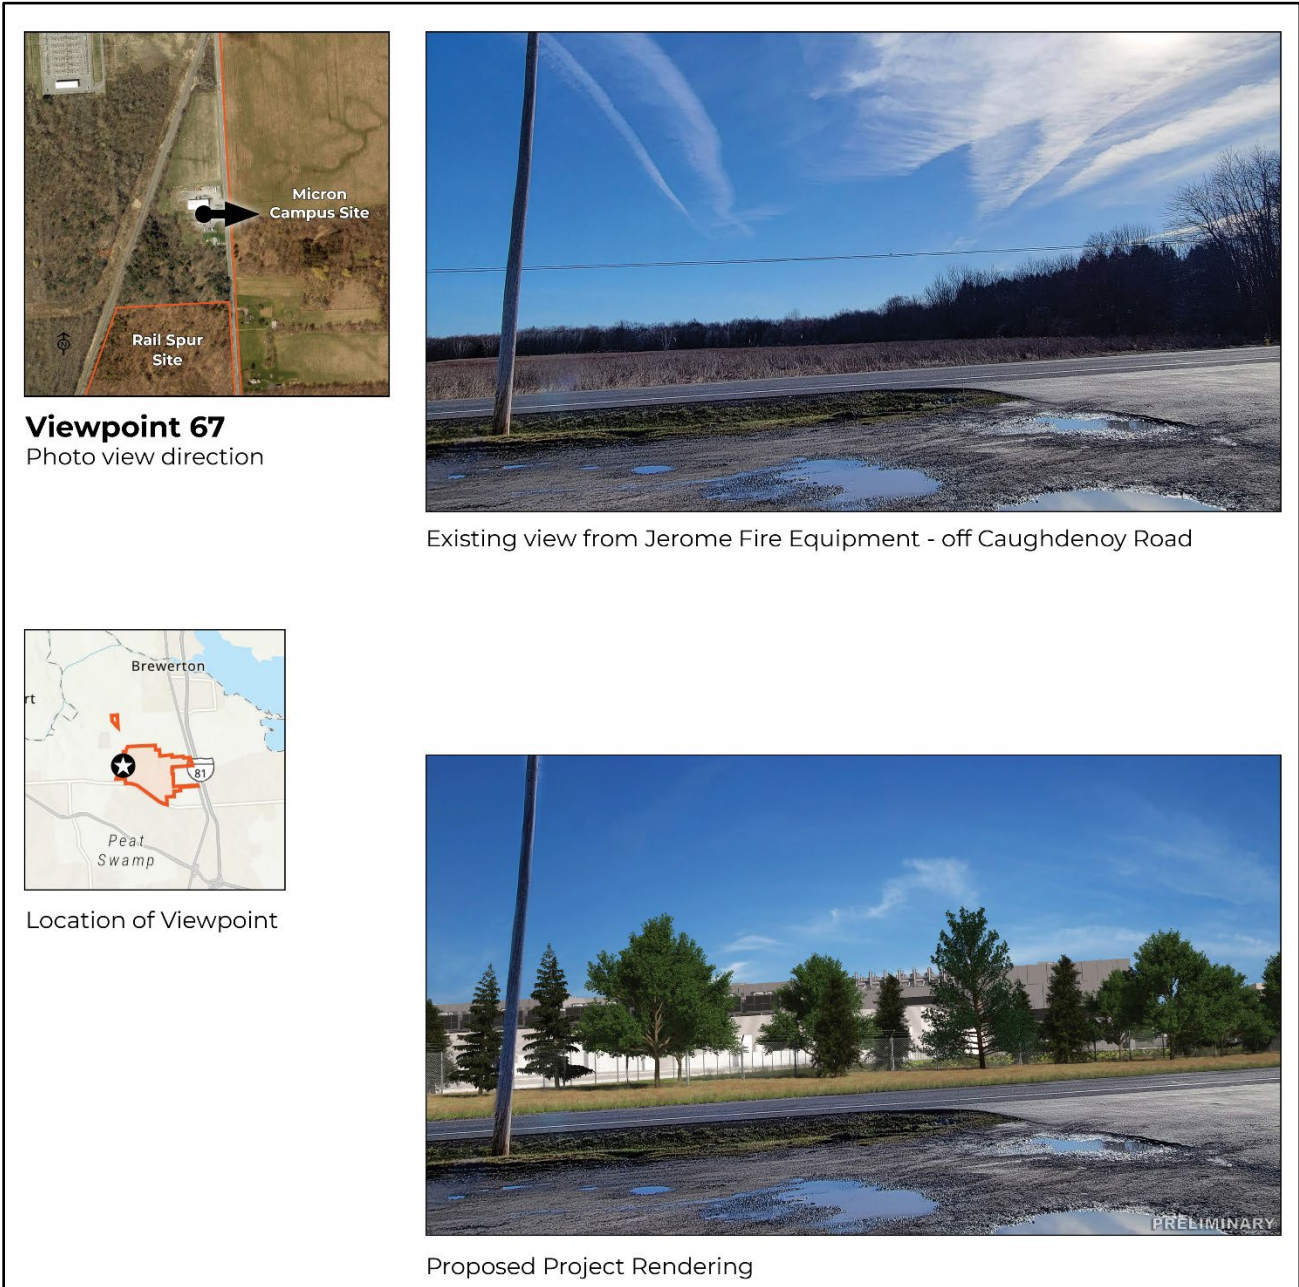 Micron
Campus Site
Rail Spur
Site
N
Viewpoint 67
Photo view direction
Existing view from Jerome Fire Equipment - off Caughdenoy Road
Brewerton
rt
81
Peat
Swamp
Location of Viewpoint
PRELIMINARY
Proposed Project Rendering